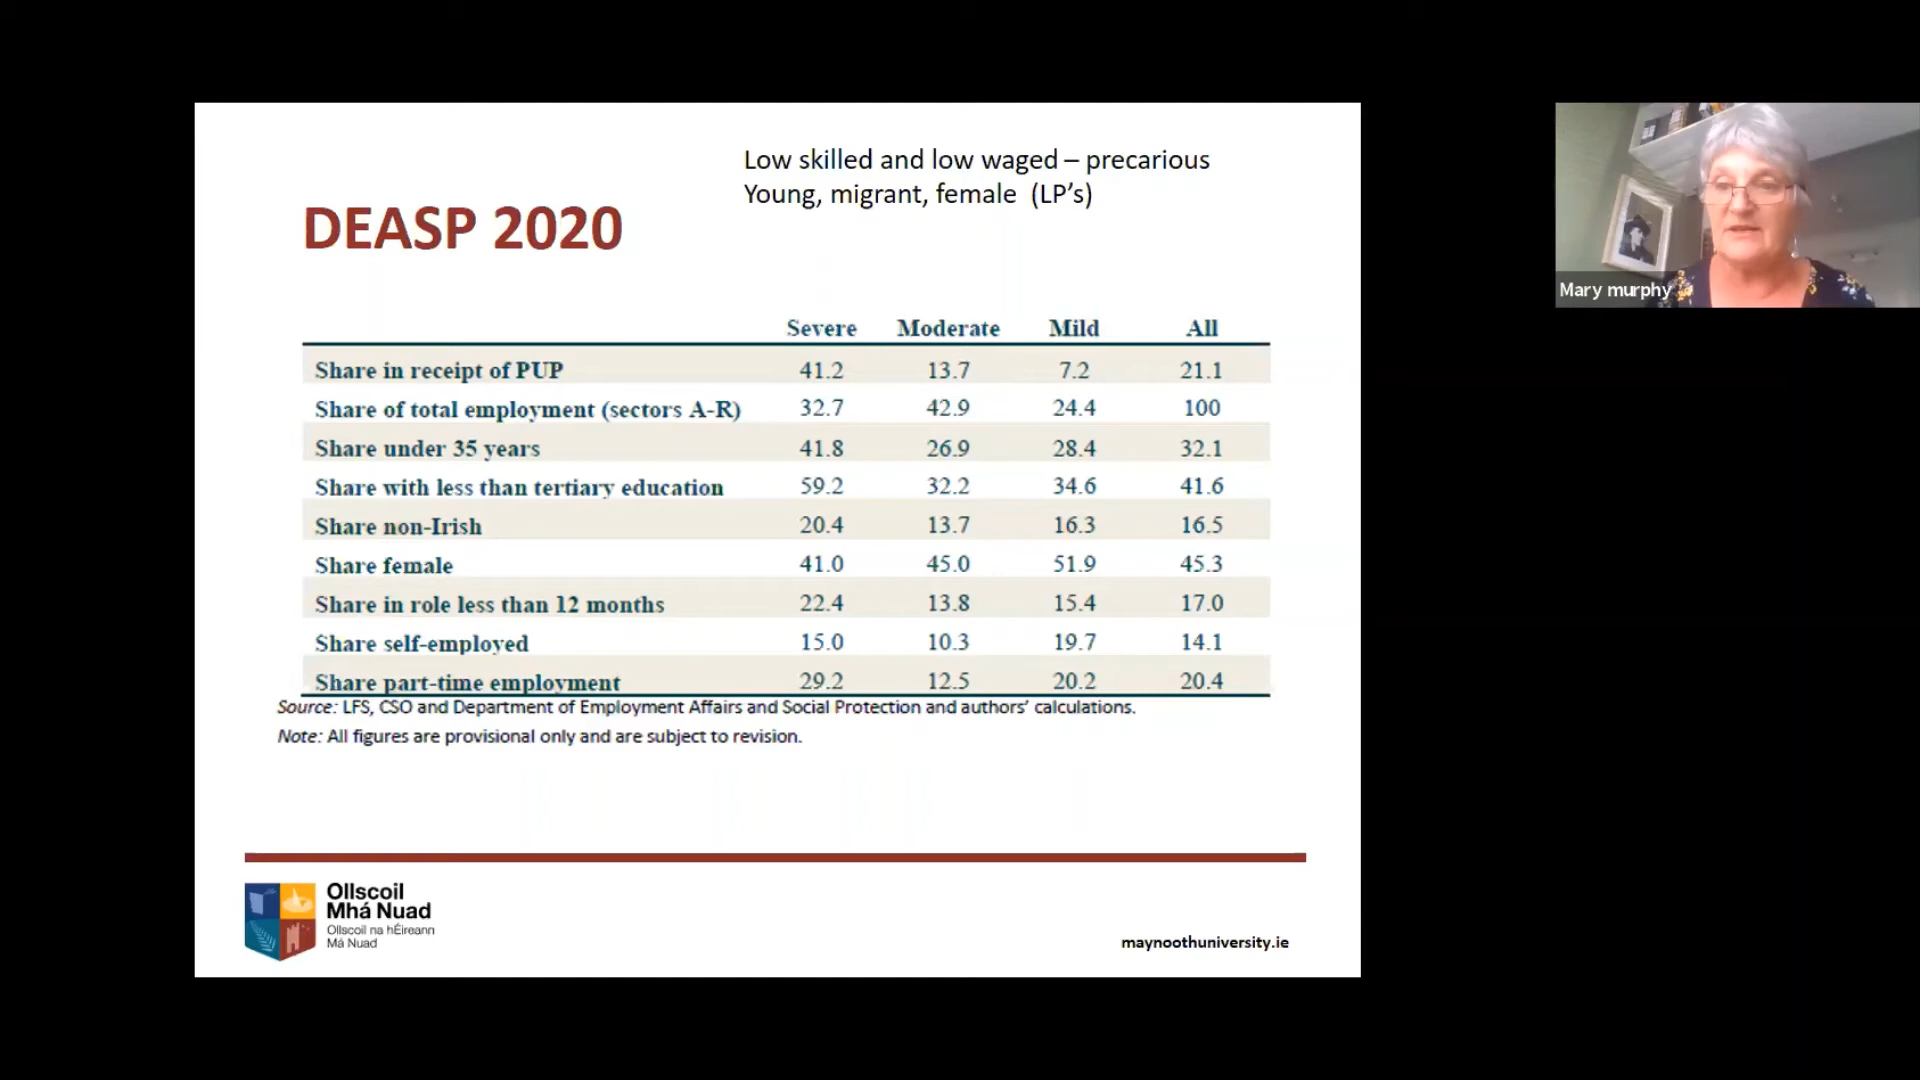 Low skilled and low waged – precarious
Young, migrant, female (LP’s)
DEASP 2020
Severe Moderate Mild All
Share in receipt of PUP 41.2 13.7 7.2 21.1
Share of total employment (sectors A-R) 32.7 42.9 24.4 100
Share under 35 years 41.8 26.9 28.4 32.1
Share with less than tertiary education 59.2 32.2 34.6 41.6
Share non-Irish 20.4 13.7 16.3 16.5
Share female 41.0 45.0 51.9 45.3
Share in role less than 12 months 22.4 13.8 15.4 17.0
Share self-employed 15.0 10.3 19.7 14.1
Share part-time employment 29.2 12.5 20.2 20.4
Source: LFS, CSO and Department of Employment Affairs and Social Protection and authors’ calculations.
Note: All figures are provisional only and are subject to revision.
Ollscoil
Mhá Nuad
Ollscoil na hÉireann
Má Nuad
maynoothuniversity.ie
Mary murphy